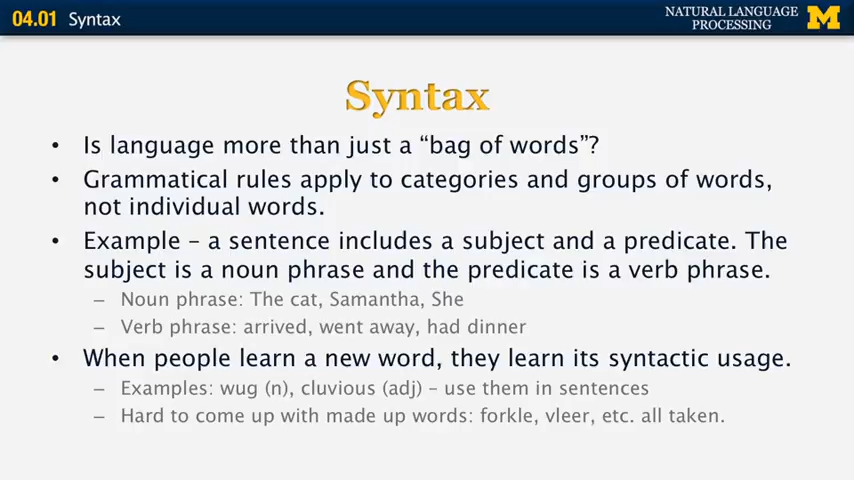 04.01 Syntax
NATURAL LANGUAGE
PROCESSING
M
Syntax
• Is language more than just a “bag of words”?
• Grammatical rules apply to categories and groups of words,
not individual words.
• Example – a sentence includes a subject and a predicate. The
subject is a noun phrase and the predicate is a verb phrase.
– Noun phrase: The cat, Samantha, She
– Verb phrase: arrived, went away, had dinner
• When people learn a new word, they learn its syntactic usage.
– Examples: wug (n), cluvious (adj) – use them in sentences
– Hard to come up with made up words: forkle, vleer, etc. all taken.